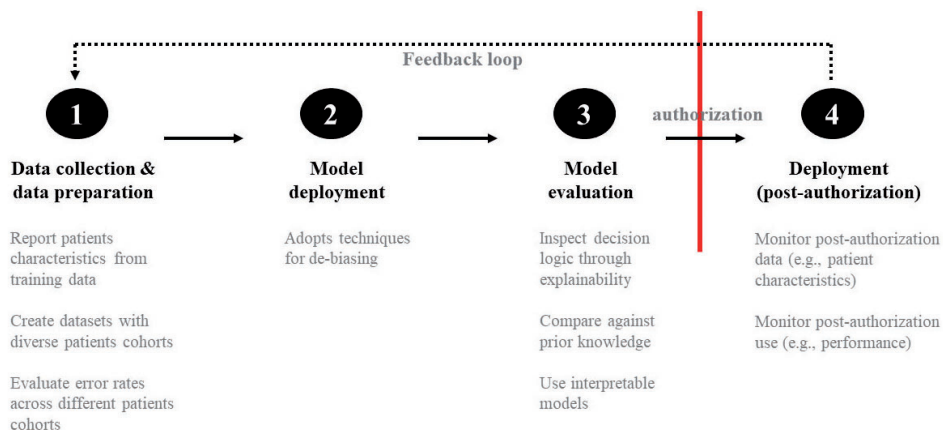 Feedback loop
1
2
3
authorization
4
Data collection &
data preparation
Model
deployment
Model
evaluation
Deployment
(post-authorization)
Report patients
characteristics from
training data
Create datasets with
diverse patients cohorts
Evaluate error rates
across different patients
cohorts
Adopts techniques
for de-biasing
Inspect decision
logic through
explainability
Compare against
prior knowledge
Use interpretable
models
Monitor post-authorization
data (e.g., patient
characteristics)
Monitor post-authorization
use (e.g., performance)